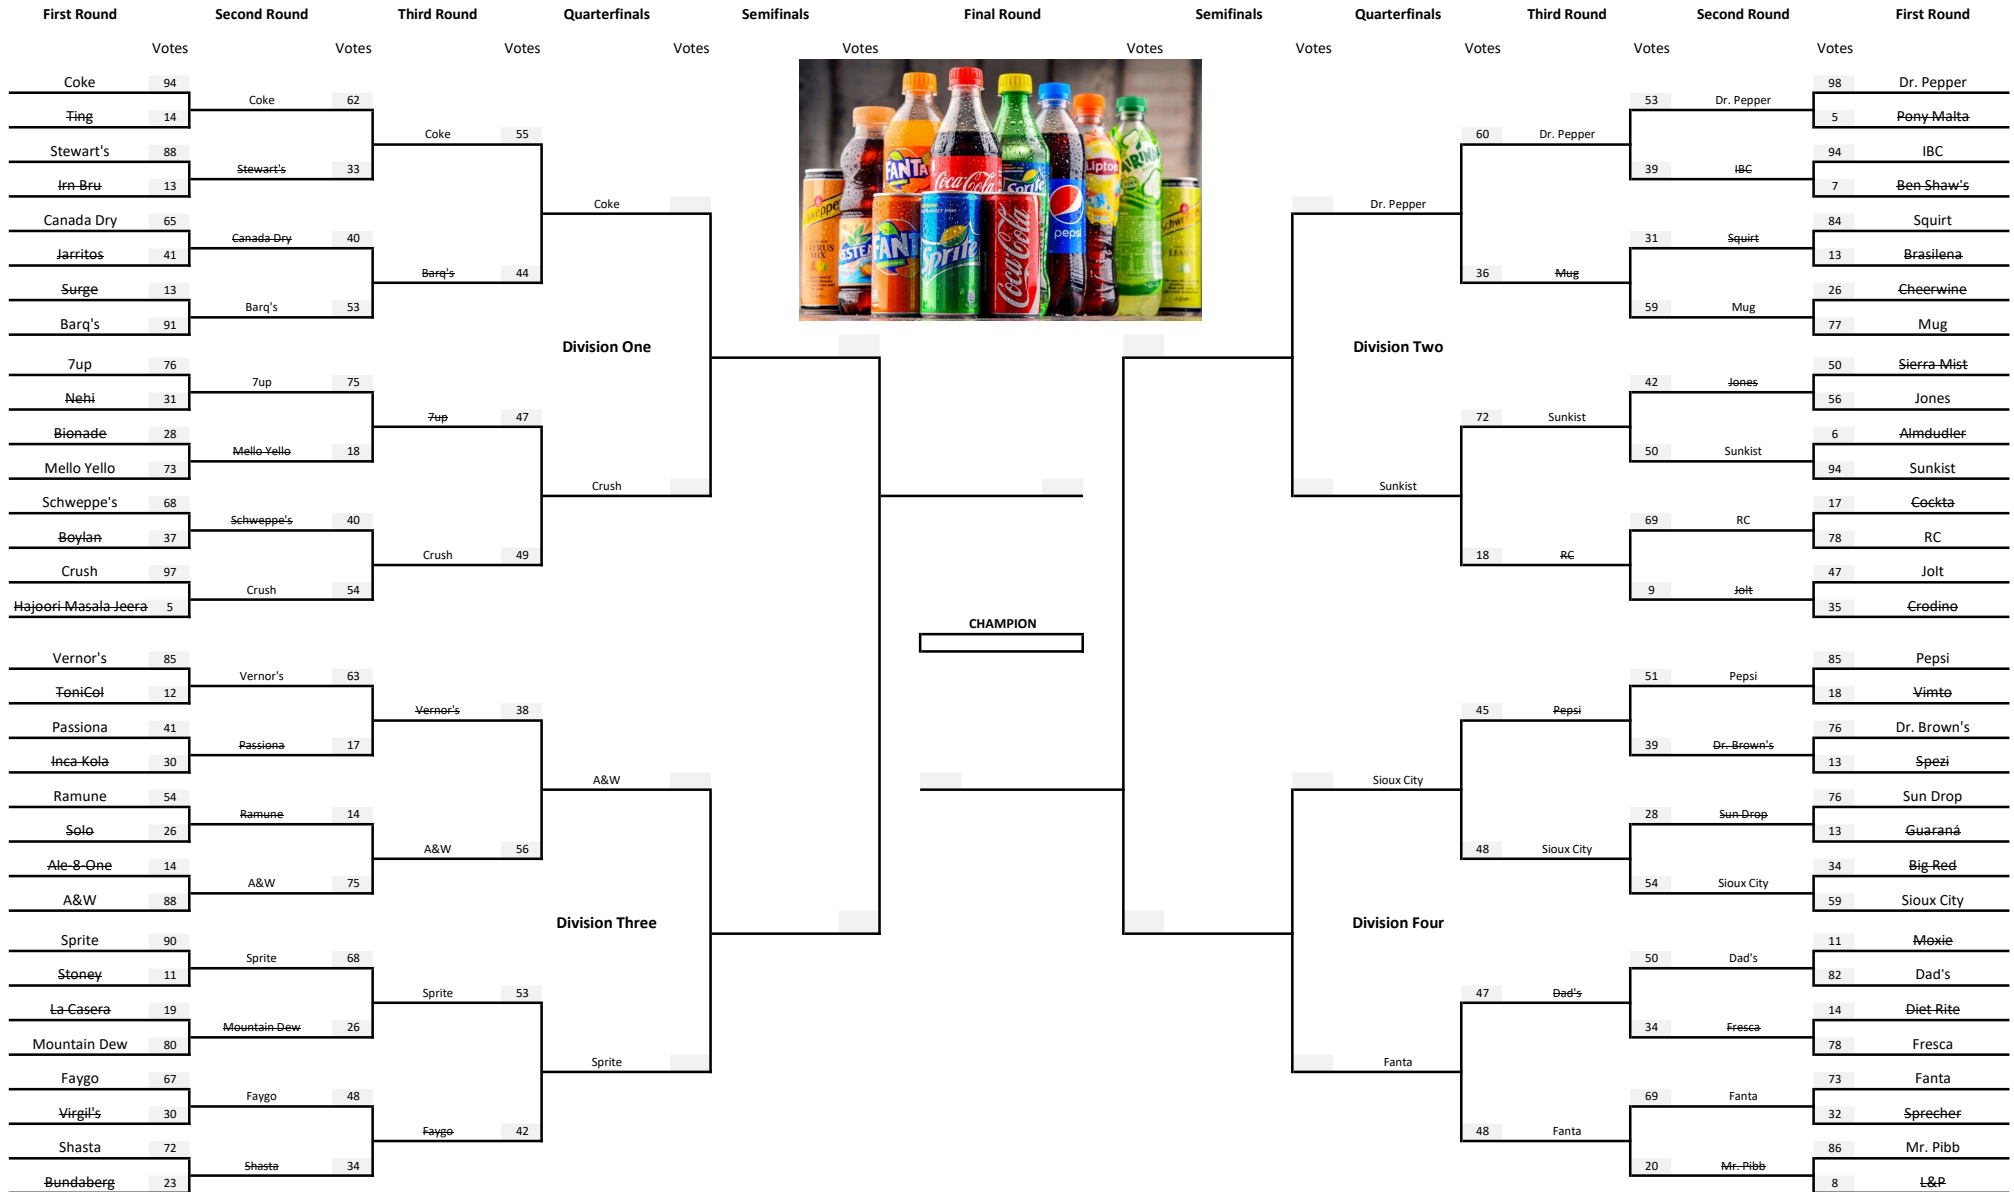 First Round Second Round Third Round Quarterfinals Semifinals Final Round Semifinals Quarterfinals Third Round Second Round First Round
Votes Votes Votes Votes Votes Votes Votes Votes Votes Votes
Coke 94 98 Dr. Pepper
Coke 62 53 Dr. Pepper
Ting 14 5 Pony Malta
Coke 55 60 Dr. Pepper
Stewart's 88 94 IBC
Stewart's 33 39 IBC
Irn Bru 13 7 Ben Shaw's
Coke Dr. Pepper
Canada Dry 65 84 Squirt
Canada Dry 40 31 Squirt
Jarritos 41 13 Brasilena
Barq's 44 36 Mug
Surge 13 26 Cheerwine
Barq's 53 59 Mug
Barq's 91 77 Mug
FANTA
Coca-Cola
Sprite
Lipton
pepsi
FANTA
Sprite
Coca-Cola
Division One Division Two
7up 76 50 Sierra Mist
7up 75 42 Jones
Nehi 31 56 Jones
7up 47 72 Sunkist
Bionade 28 6 Almdudler
Mello Yello 18 50 Sunkist
Mello Yello 73 94 Sunkist
Crush Sunkist
Schweppe's 68 17 Cockta
Schweppe's 40 69 RC
Boylan 37 78 RC
Crush 49 18 RC
Crush 97 47 Jolt
Crush 54 9 Jolt
Hajoori Masala Jeera 5 35 Crodino
CHAMPION
Vernor's 85 85 Pepsi
Vernor's 63 51 Pepsi
ToniCol 12 18 Vimto
Vernor's 38 45 Pepsi
Passiona 41 76 Dr. Brown's
Passiona 17 39 Dr. Brown's
Inca Kola 30 13 Spezi
A&W Sioux City
Ramune 54 76 Sun Drop
Ramune 14 28 Sun Drop
Solo 26 13 Guaraná
A&W 56 48 Sioux City
Ale-8-One 14 34 Big Red
A&W 75 54 Sioux City
A&W 88 59 Sioux City
Division Three Division Four
Sprite 90 11 Moxie
Sprite 68 50 Dad's
Stoney 11 82 Dad's
Sprite 53 47 Dad's
La Casera 19 14 Diet Rite
Mountain Dew 26 34 Fresca
Mountain Dew 80 78 Fresca
Sprite Fanta
Faygo 67 73 Fanta
Faygo 48 69 Fanta
Virgil's 30 32 Sprecher
Faygo 42 48 Fanta
Shasta 72 86 Mr. Pibb
Shasta 34 20 Mr. Pibb
Bundaberg 23 8 L&P